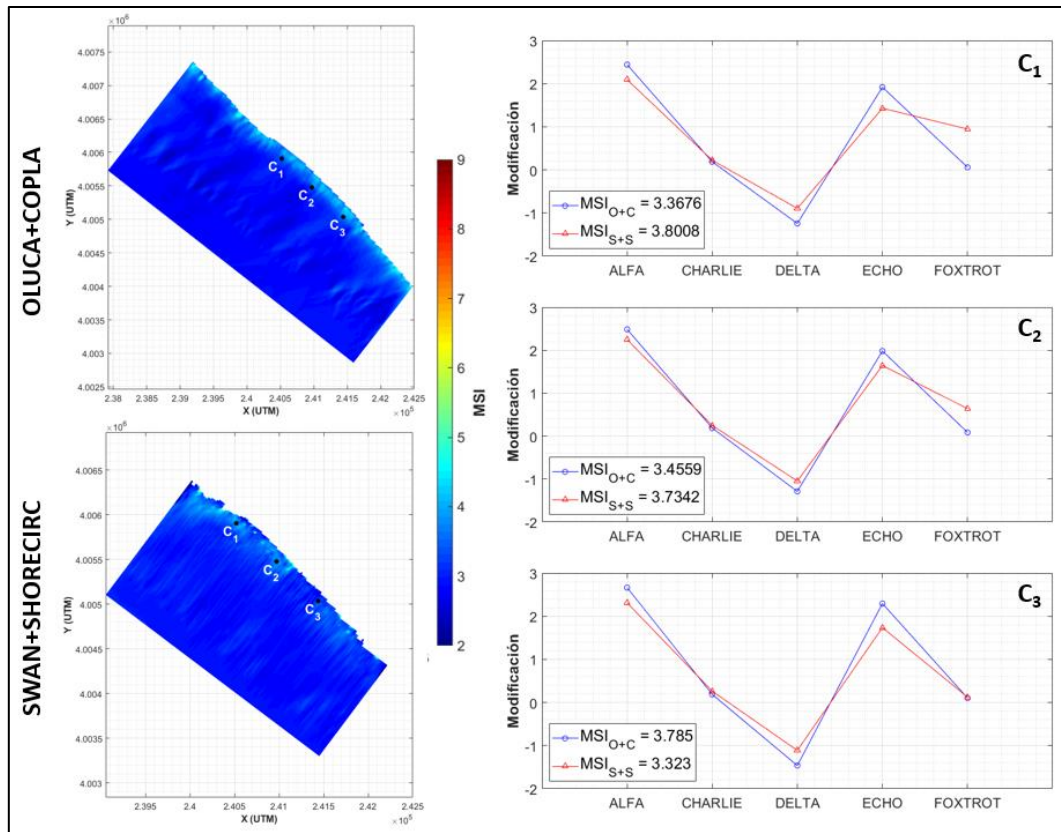 OLUCA+COPLA
× 10⁶
4.0075
4.007
4.0065
4.006
4.0055
4.005
4.0045
4.004
4.0035
4.003
4.0025
Y (UTM)
C₁
C₂
C₃
2.38
2.385
2.39
2.395
2.4
2.405
2.41
2.415
2.42
2.425
× 10⁵
X (UTM)
SWAN+SHORECIRC
× 10⁶
4.0065
4.006
4.0055
4.005
4.0045
4.004
4.0035
4.003
Y (UTM)
C₁
C₂
C₃
2.395
2.4
2.405
2.41
2.415
2.42
2.425
× 10⁵
X (UTM)
MSI
9
8
7
6
5
4
3
2
C₁
Modificación
3
2
1
0
-1
-2
MSI_O+C = 3.3676
MSI_S+S = 3.8008
ALFA CHARLIE DELTA ECHO FOXTROT
C₂
Modificación
3
2
1
0
-1
-2
MSI_O+C = 3.4559
MSI_S+S = 3.7342
ALFA CHARLIE DELTA ECHO FOXTROT
C₃
Modificación
3
2
1
0
-1
-2
MSI_O+C = 3.785
MSI_S+S = 3.323
ALFA CHARLIE DELTA ECHO FOXTROT